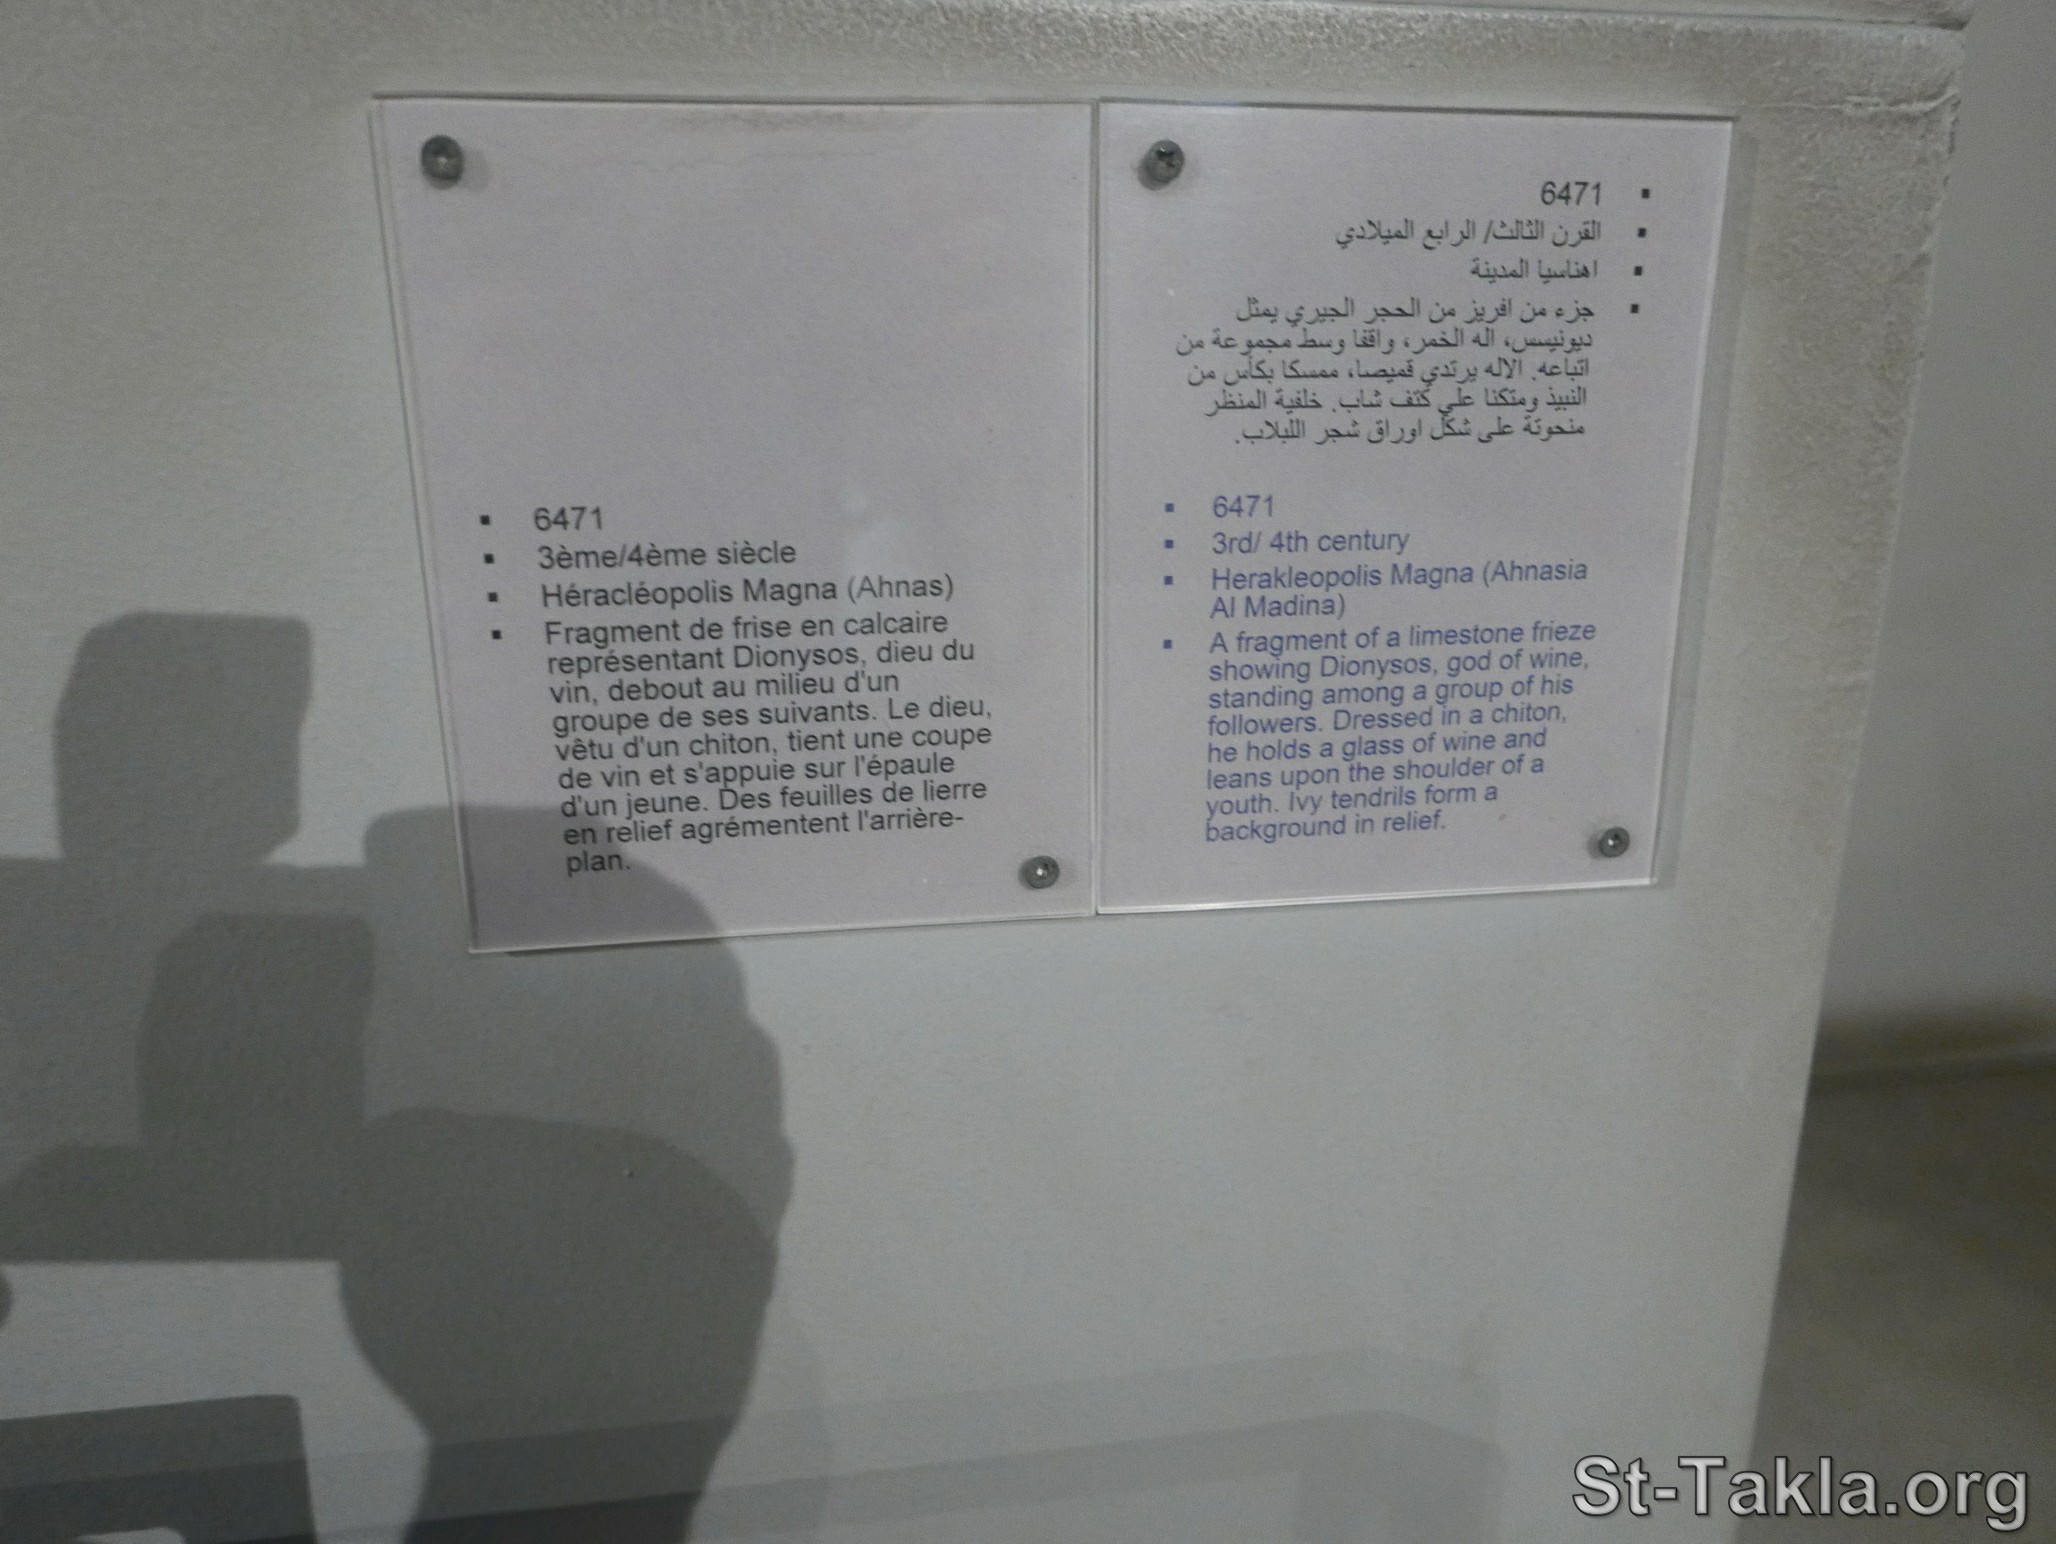 6471
3ème/4ème siècle
Héracléopolis Magna (Ahnas)
Fragment de frise en calcaire
représentant Dionysos, dieu du
vin, debout au milieu d'un
groupe de ses suivants. Le dieu,
vêtu d'un chiton, tient une coupe
de vin et s'appuie sur l'épaule
d'un jeune. Des feuilles de lierre
en relief agrémentent l'arrière-
plan.
6471
القرن الثالث/ الرابع الميلادي
اهناسيا المدينة
جزء من افريز من الحجر الجيري يمثل
ديونيسس، اله الخمر، واقفا وسط مجموعة من
اتباعه. الاله يرتدي قميصا، ممسكا بكأس من
النبيذ ومتكئا علي كتف شاب. خلفية المنظر
منحوتة على شكل اوراق شجر اللبلاب.
6471
3rd/ 4th century
Herakleopolis Magna (Ahnasia
Al Madina)
A fragment of a limestone frieze
showing Dionysos, god of wine,
standing among a group of his
followers. Dressed in a chiton,
he holds a glass of wine and
leans upon the shoulder of a
youth. Ivy tendrils form a
background in relief.
St-Takla.org